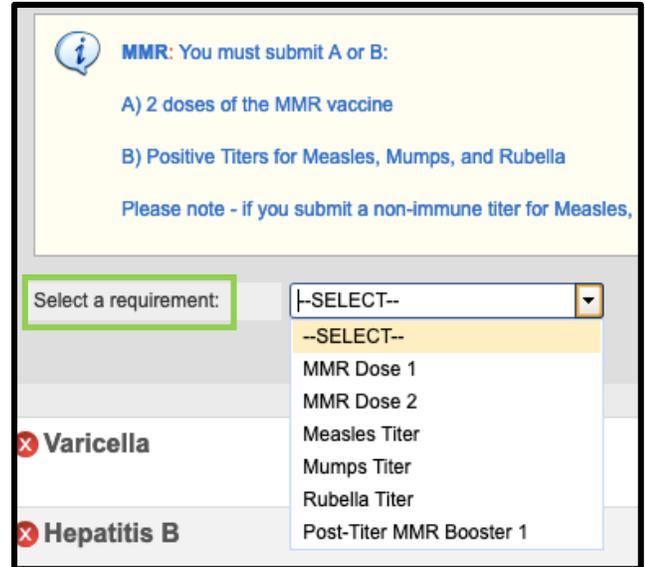 MMR: You must submit A or B:
A) 2 doses of the MMR vaccine
B) Positive Titers for Measles, Mumps, and Rubella
Please note - if you submit a non-immune titer for Measles,
Select a requirement: --SELECT--
--SELECT--
MMR Dose 1
MMR Dose 2
Measles Titer
Mumps Titer
Rubella Titer
Post-Titer MMR Booster 1
Varicella
Hepatitis B